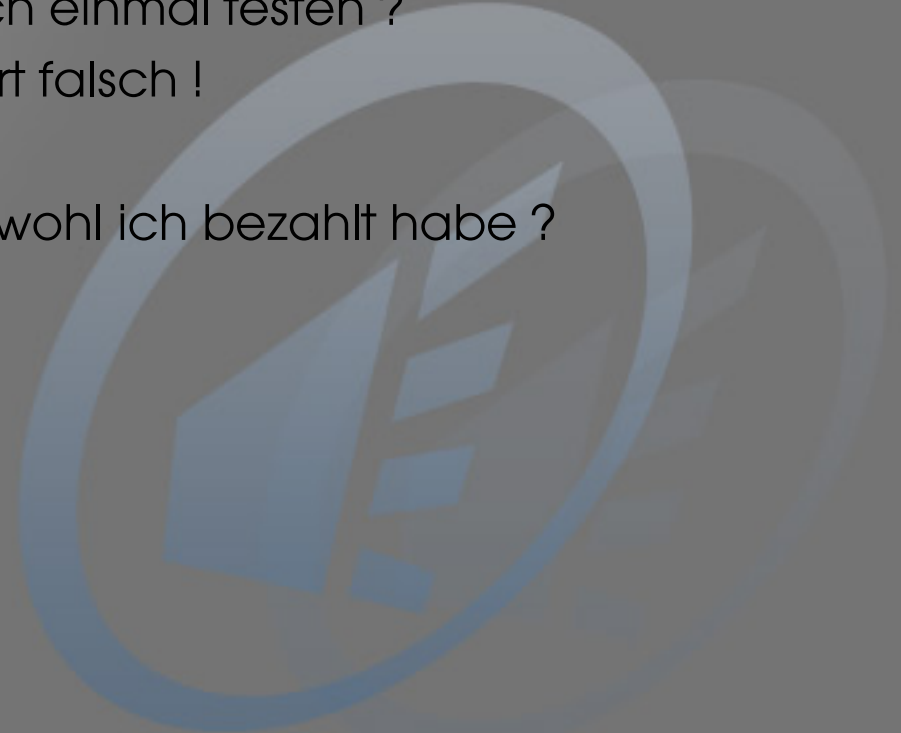 ch einmal testen ?
rt falsch !
wohl ich bezahlt habe ?